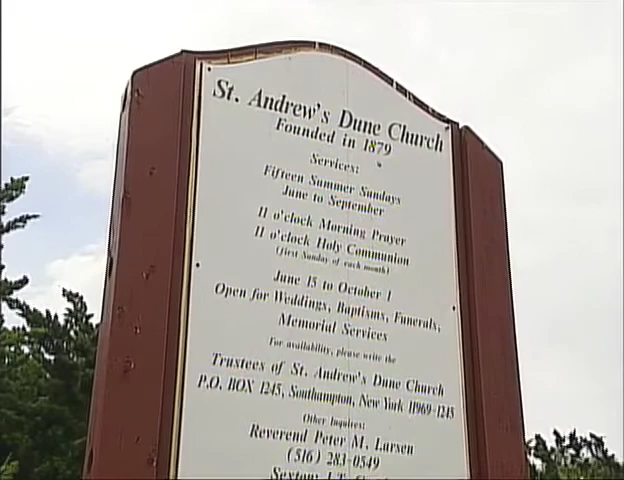 St. Andrew's Dune Church
Founded in 1879
Services:
Fifteen Summer Sundays
June to September
11 o'clock Morning Prayer
11 o'clock Holy Communion
(first Sunday of each month)
June 15 to October 1
Open for Weddings, Baptisms, Funerals,
Memorial Services
For availability, please write the
Trustees of St. Andrew's Dune Church
P.O. BOX 1245, Southampton, New York 11969-1245
Other Inquires:
Reverend Peter M. Larsen
(516) 283-0549
Sexton: